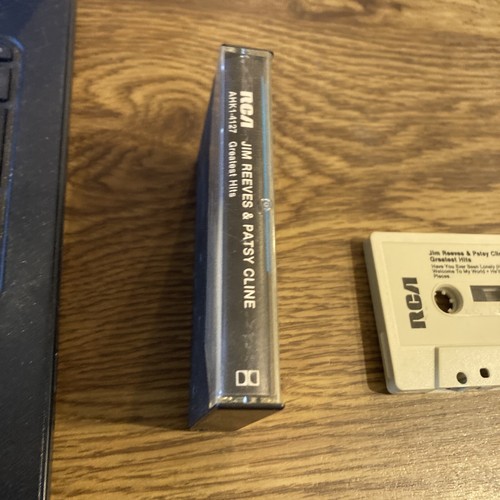 RCA
AHK1-4127
JIM REEVES & PATSY CLINE
Greatest Hits
Jim Reeves & Patsy
Greatest Hits
Have You Ever Been Lonely
Welcome To My World •
Pieces
RCA